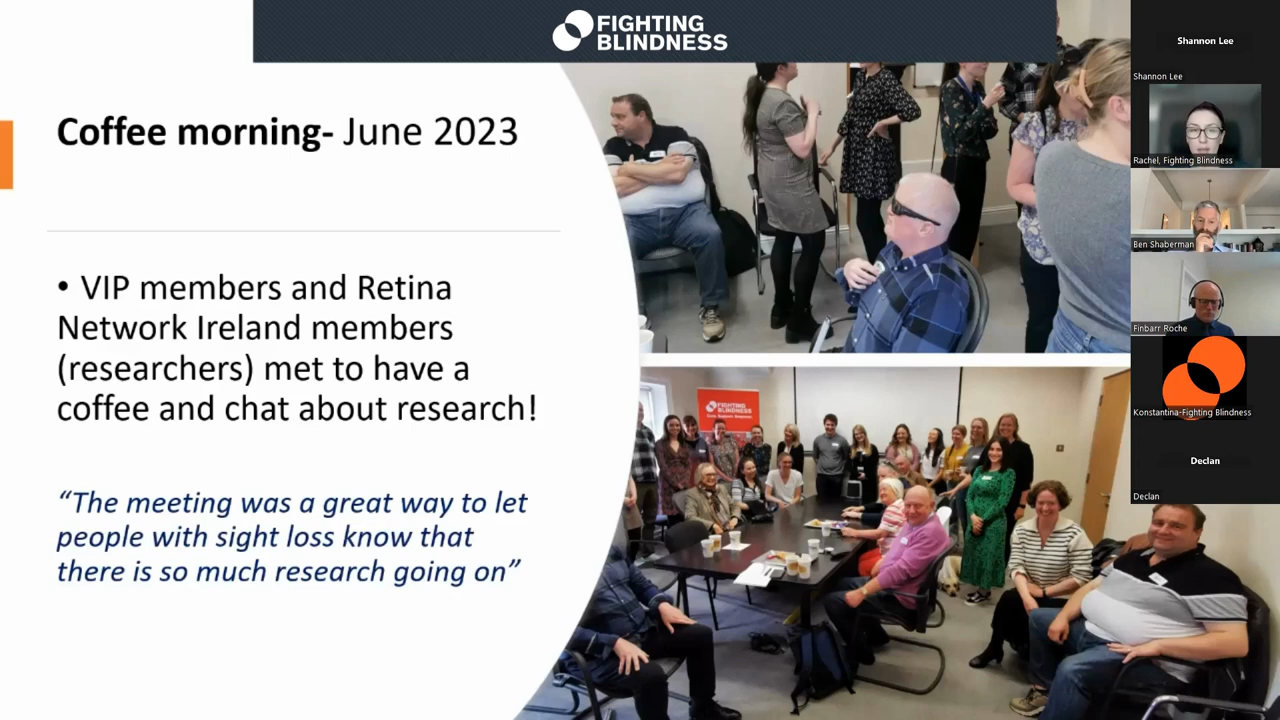 FIGHTING
BLINDNESS
Coffee morning- June 2023
• VIP members and Retina
Network Ireland members
(researchers) met to have a
coffee and chat about research!
“The meeting was a great way to let
people with sight loss know that
there is so much research going on”
FIGHTING
BLINDNESS
Shannon Lee
Shannon Lee
Rachel, Fighting Blindness
Ben Shaberman
Finbarr Roche
Konstantina-Fighting Blindness
Declan
Declan